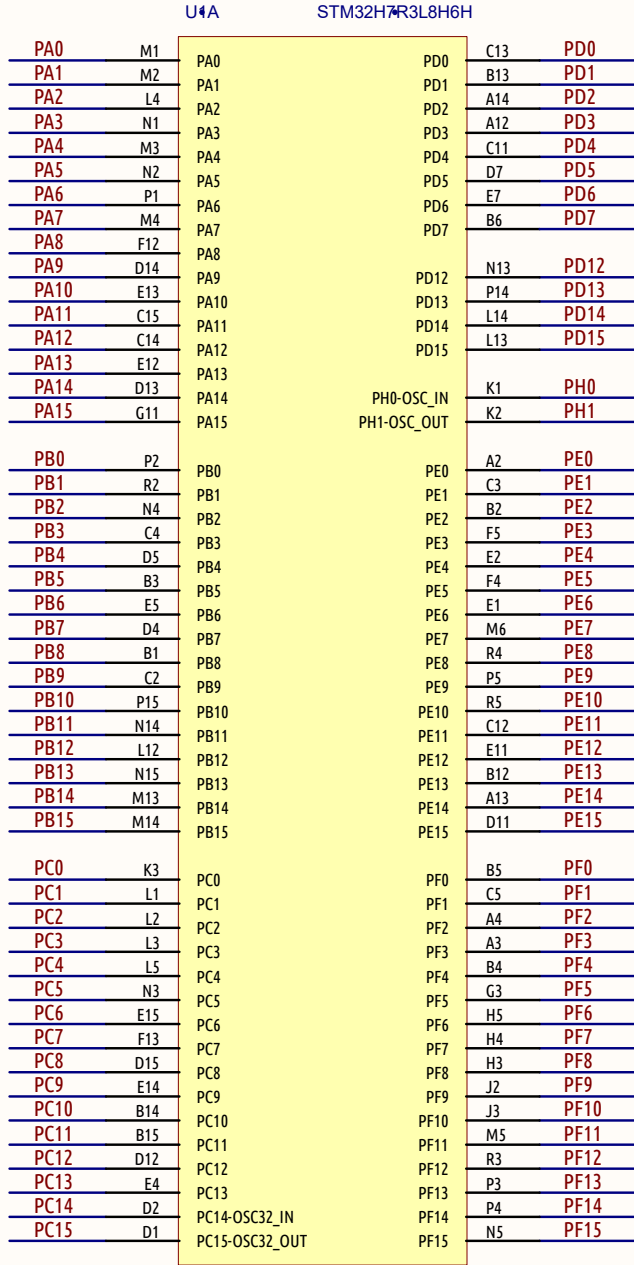 U1A STM32H7R3L8H6H
PA0 M1 PA0 PD0 C13 PD0
PA1 M2 PA1 PD1 B13 PD1
PA2 L4 PA2 PD2 A14 PD2
PA3 N1 PA3 PD3 A12 PD3
PA4 M3 PA4 PD4 C11 PD4
PA5 N2 PA5 PD5 D7 PD5
PA6 P1 PA6 PD6 E7 PD6
PA7 M4 PA7 PD7 B6 PD7
PA8 F12 PA8
PA9 D14 PA9 PD12 N13 PD12
PA10 E13 PA10 PD13 P14 PD13
PA11 C15 PA11 PD14 L14 PD14
PA12 C14 PA12 PD15 L13 PD15
PA13 E12 PA13
PA14 D13 PA14 PH0-OSC_IN K1 PH0
PA15 G11 PA15 PH1-OSC_OUT K2 PH1
PB0 P2 PB0 PE0 A2 PE0
PB1 R2 PB1 PE1 C3 PE1
PB2 N4 PB2 PE2 B2 PE2
PB3 C4 PB3 PE3 F5 PE3
PB4 D5 PB4 PE4 E2 PE4
PB5 B3 PB5 PE5 F4 PE5
PB6 E5 PB6 PE6 E1 PE6
PB7 D4 PB7 PE7 M6 PE7
PB8 B1 PB8 PE8 R4 PE8
PB9 C2 PB9 PE9 P5 PE9
PB10 P15 PB10 PE10 R5 PE10
PB11 N14 PB11 PE11 C12 PE11
PB12 L12 PB12 PE12 E11 PE12
PB13 N15 PB13 PE13 B12 PE13
PB14 M13 PB14 PE14 A13 PE14
PB15 M14 PB15 PE15 D11 PE15
PC0 K3 PC0 PF0 B5 PF0
PC1 L1 PC1 PF1 C5 PF1
PC2 L2 PC2 PF2 A4 PF2
PC3 L3 PC3 PF3 A3 PF3
PC4 L5 PC4 PF4 B4 PF4
PC5 N3 PC5 PF5 G3 PF5
PC6 E15 PC6 PF6 H5 PF6
PC7 F13 PC7 PF7 H4 PF7
PC8 D15 PC8 PF8 H3 PF8
PC9 E14 PC9 PF9 J2 PF9
PC10 B14 PC10 PF10 J3 PF10
PC11 B15 PC11 PF11 M5 PF11
PC12 D12 PC12 PF12 R3 PF12
PC13 E4 PC13 PF13 P3 PF13
PC14 D2 PC14-OSC32_IN PF14 P4 PF14
PC15 D1 PC15-OSC32_OUT PF15 N5 PF15